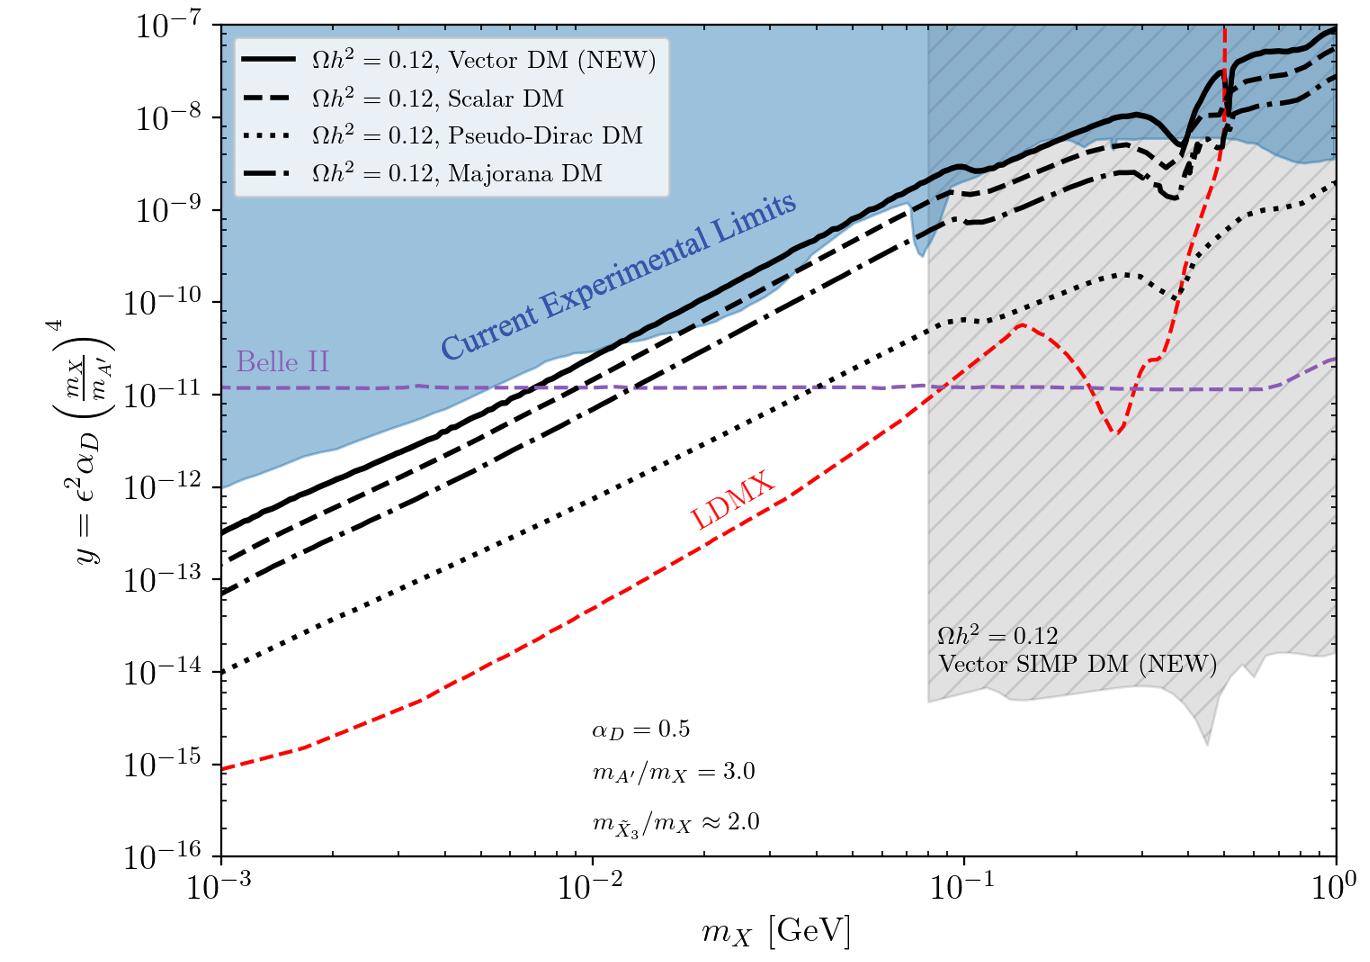 10⁻⁷
10⁻⁸
10⁻⁹
10⁻¹⁰
10⁻¹¹
10⁻¹²
10⁻¹³
10⁻¹⁴
10⁻¹⁵
10⁻¹⁶
y = ϵ²α_D (m_X/m_A′)⁴
Ωh² = 0.12, Vector DM (NEW)
Ωh² = 0.12, Scalar DM
Ωh² = 0.12, Pseudo-Dirac DM
Ωh² = 0.12, Majorana DM
Current Experimental Limits
Belle II
LDMX
Ωh² = 0.12
Vector SIMP DM (NEW)
α_D = 0.5
m_A′/m_X = 3.0
m_X̃₃/m_X ≈ 2.0
10⁻³ 10⁻² 10⁻¹ 10⁰
m_X [GeV]